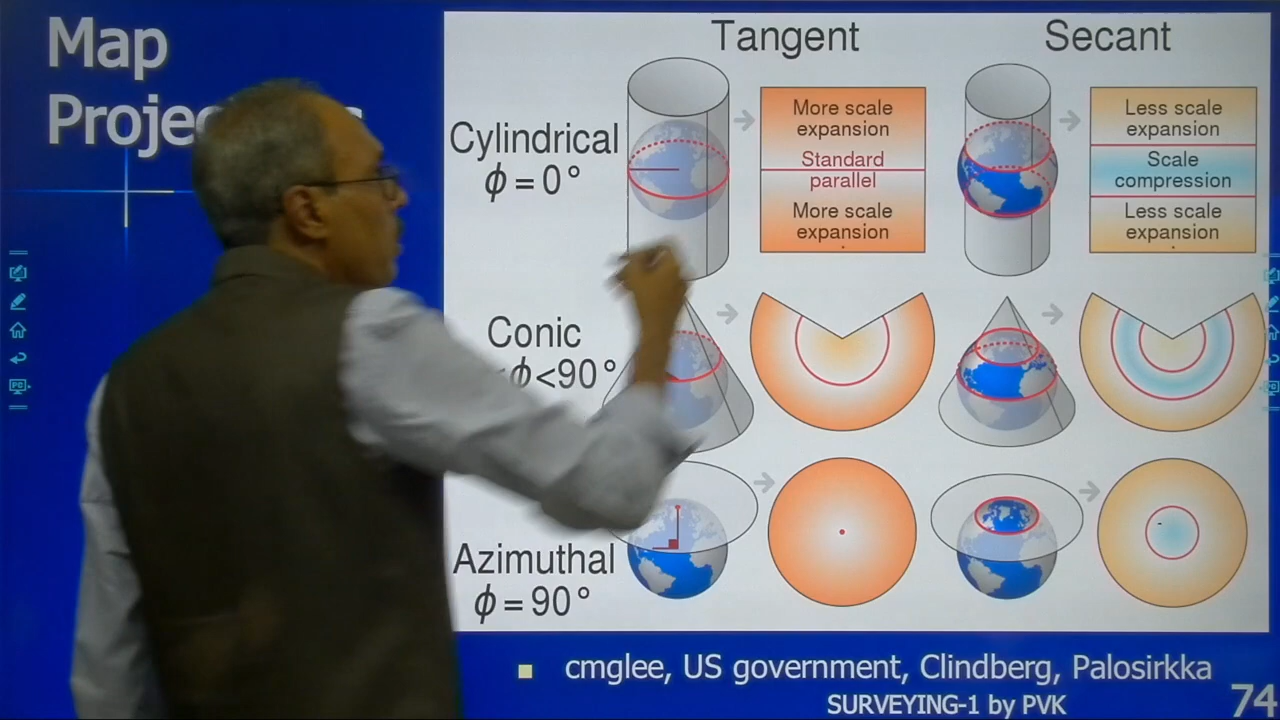 Map
Tangent
Secant
Cylindrical
ϕ = 0°
More scale
expansion
Standard
parallel
More scale
expansion
Less scale
expansion
Scale
compression
Less scale
expansion
Conic
ϕ<90°
Azimuthal
ϕ = 90°
cmglee, US government, Clindberg, Palosirkka
SURVEYING-1 by PVK
74